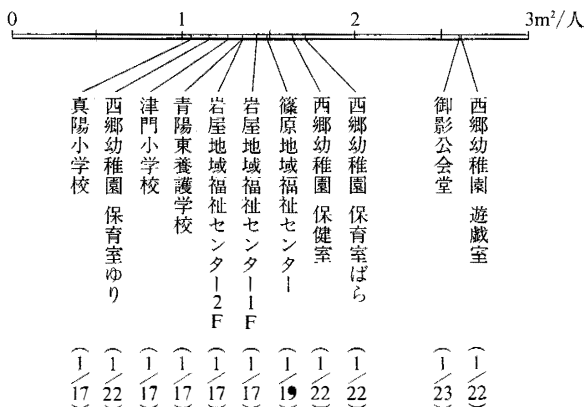 0 1 2 3m²/人
真陽小学校 (1/17)
西郷幼稚園 保育室ゆり (1/22)
津門小学校 (1/17)
青陽東養護学校 (1/17)
岩屋地域福祉センター2F (1/17)
岩屋地域福祉センター1F (1/17)
篠原地域福祉センター (1/19)
西郷幼稚園 保健室 (1/22)
西郷幼稚園 保育室ばら (1/22)
御影公会堂 (1/23)
西郷幼稚園 遊戯室 (1/22)